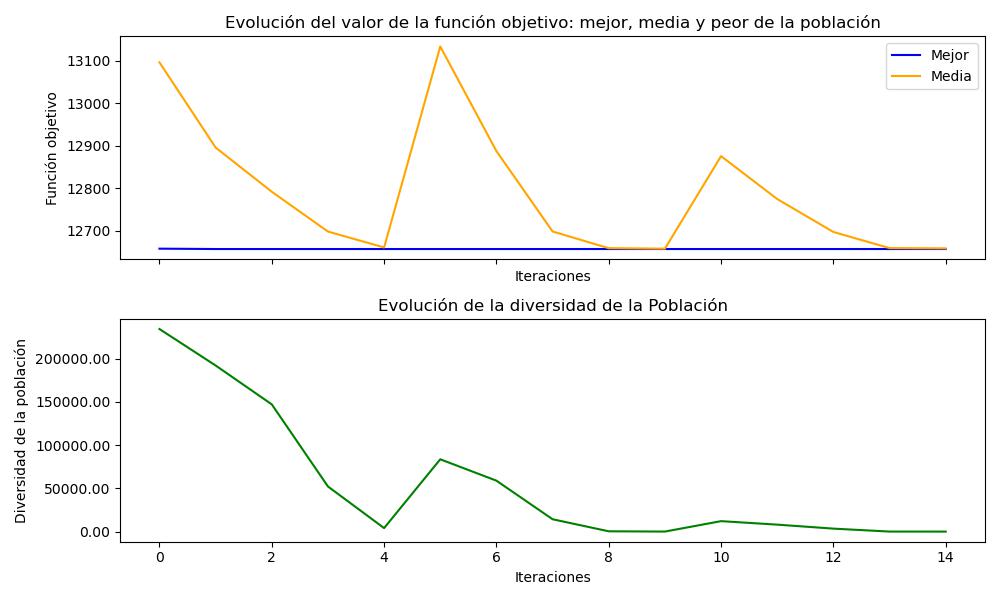 Evolución del valor de la función objetivo: mejor, media y peor de la población
13100
13000
12900
12800
12700
Función objetivo
Mejor
Media
Iteraciones
Evolución de la diversidad de la Población
200000.00
150000.00
100000.00
50000.00
0.00
Diversidad de la población
0 2 4 6 8 10 12 14
Iteraciones